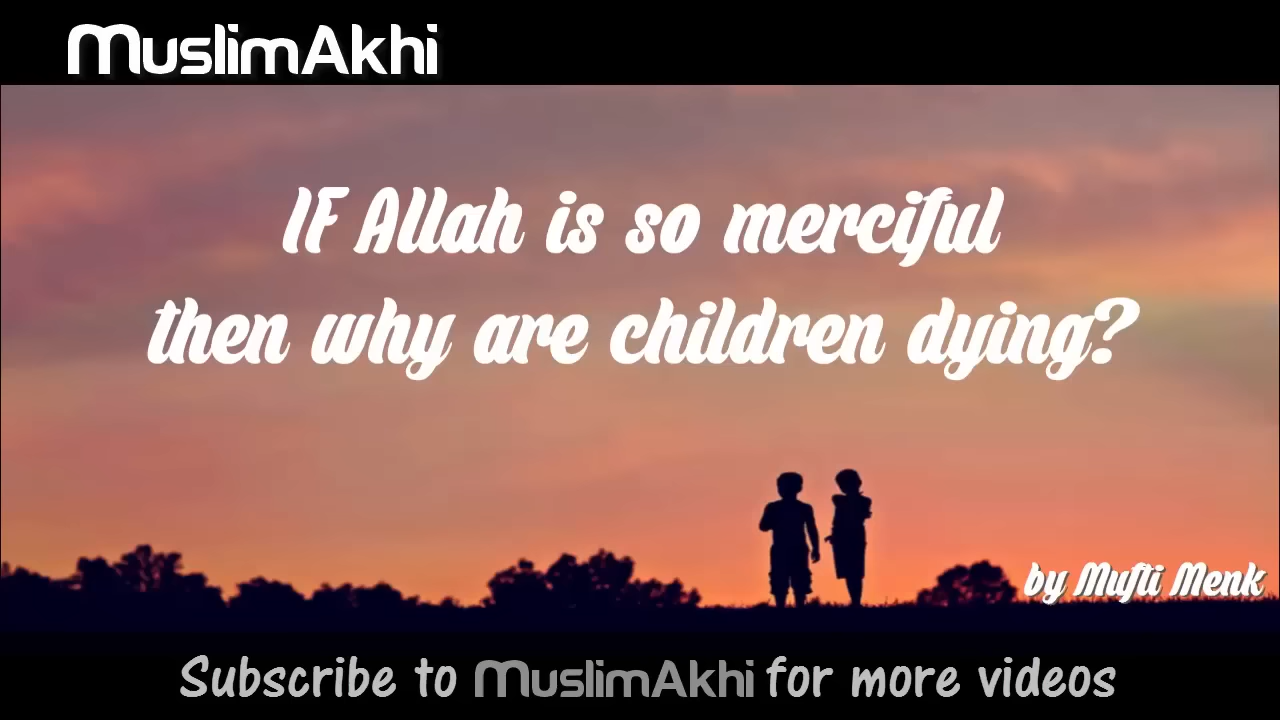 MuslimAkhi
IF Allah is so merciful
then why are children dying?
by Mufti Menk
Subscribe to MuslimAkhi for more videos